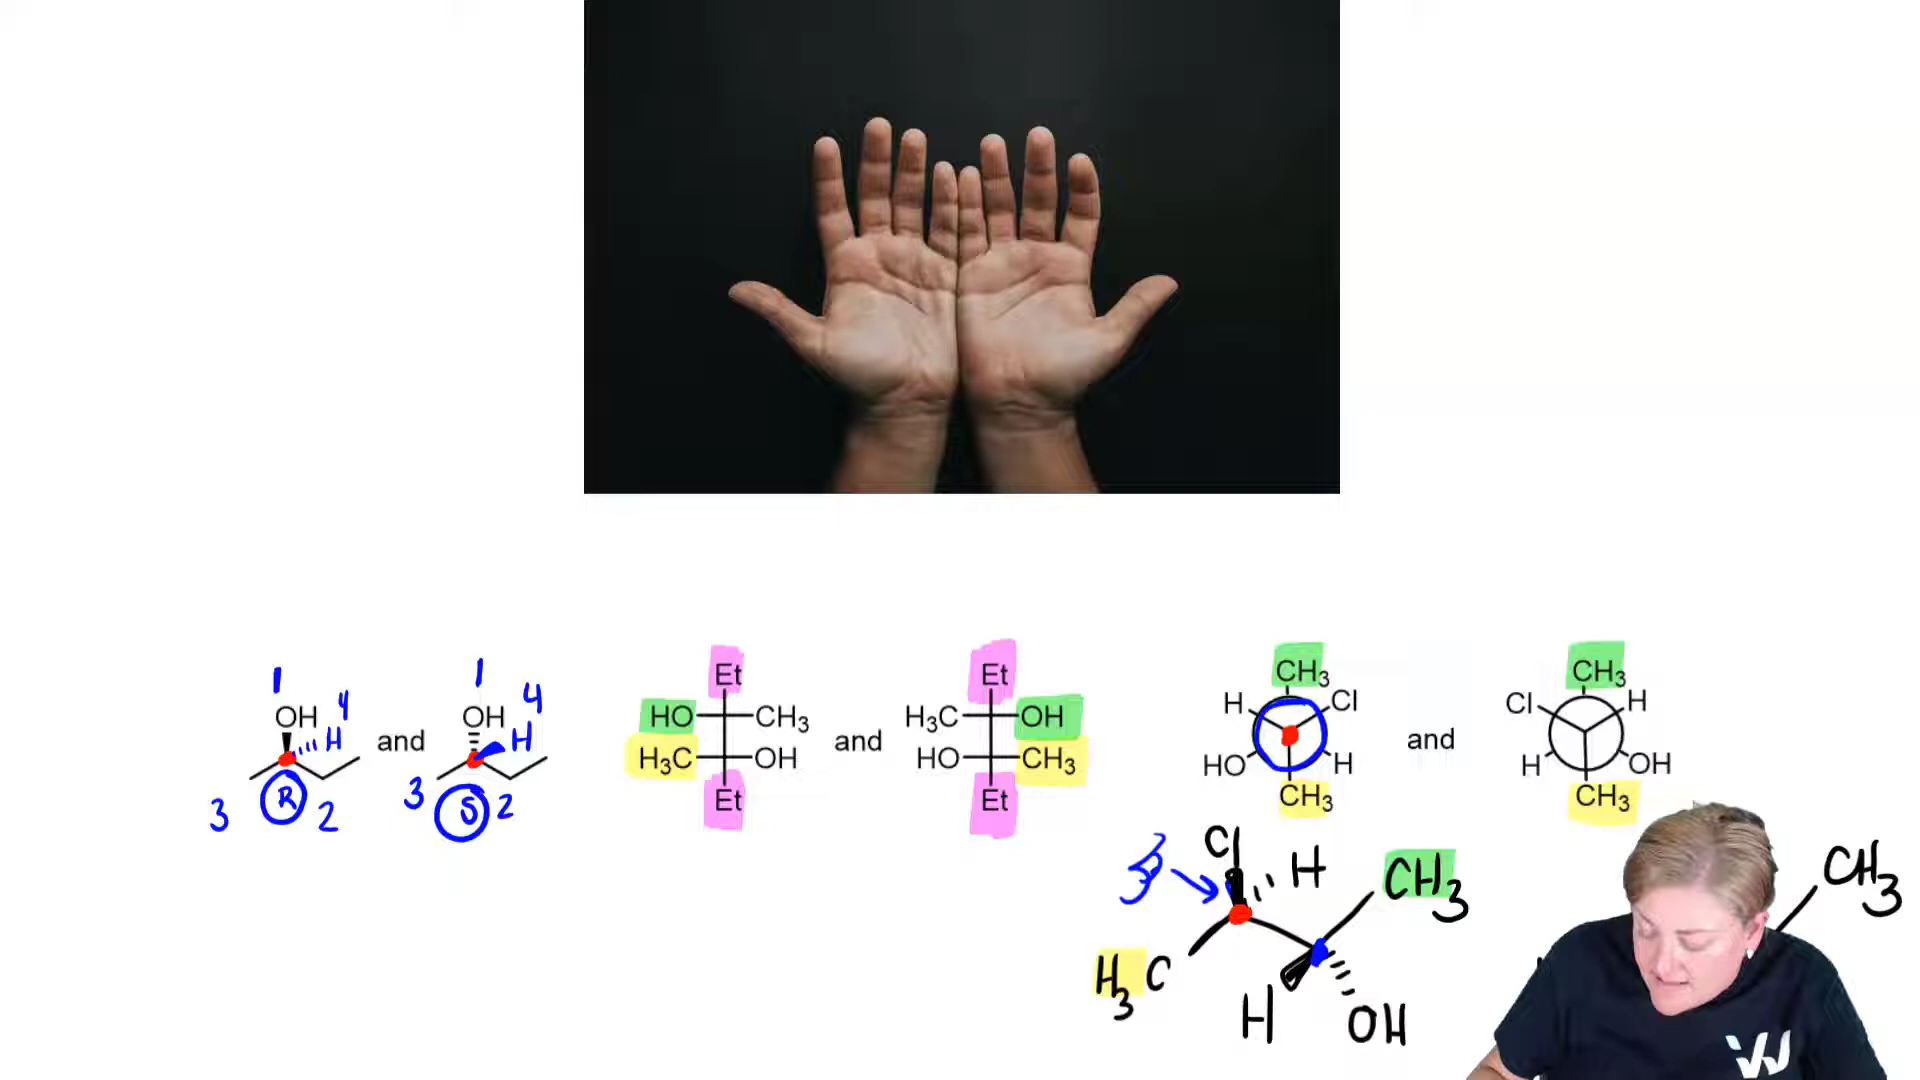 1
OH
4
H
3
R
2
and
1
OH
4
H
3
S
2
Et
HO CH3
H3C OH
Et
and
Et
H3C OH
HO CH3
Et
CH3
H Cl
HO H
CH3
and
CH3
Cl H
H OH
CH3
Cl
H
CH3
H3C
H
OH
CH3
W